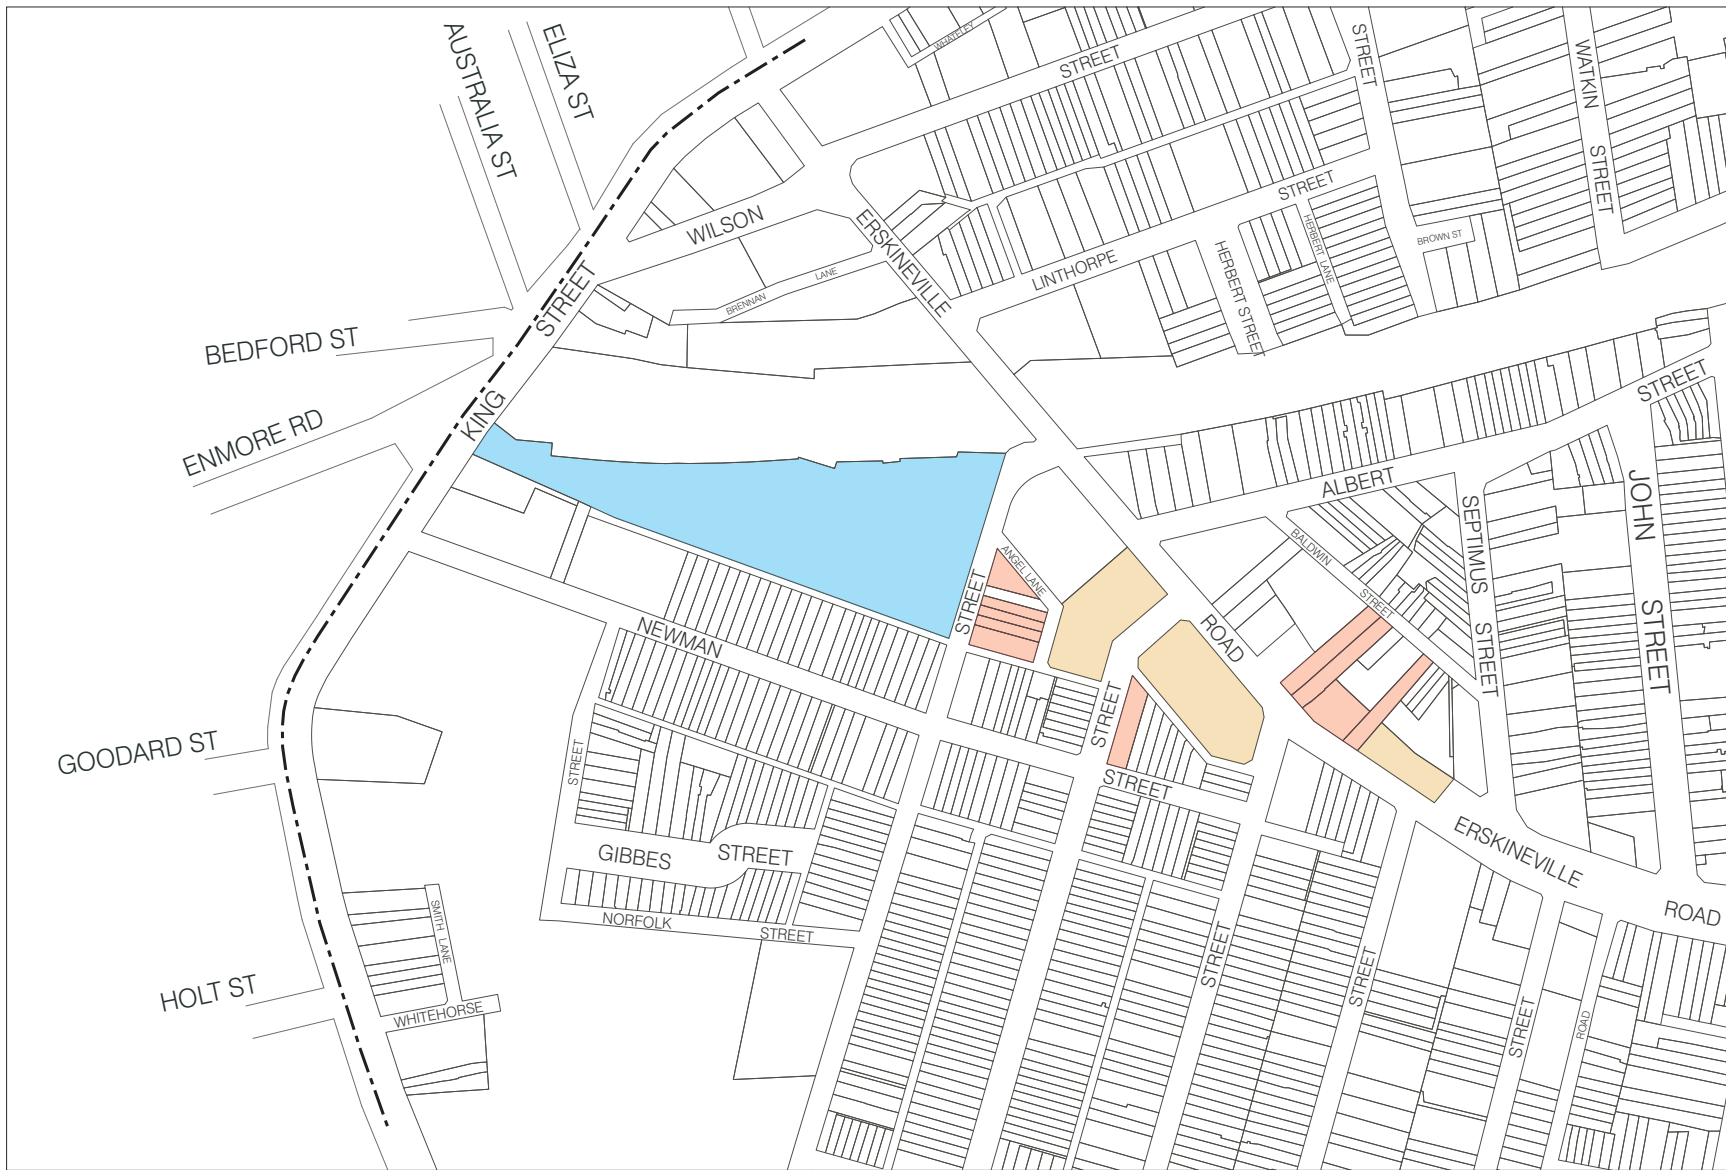 WHATELEY
STREET
STREET
WATKIN
STREET
AUSTRALIA ST
ELIZA ST
WILSON
ERSKINEVILLE
STREET
LINTHORPE
HERBERT STREET
HERBERT LANE
BROWN ST
BRENNAN
LANE
STREET
KING
BEDFORD ST
ENMORE RD
STREET
ALBERT
SEPTIMUS
STREET
JOHN
STREET
BALDWIN
STREET
ANGEL LANE
STREET
ROAD
NEWMAN
STREET
STREET
STREET
GOODARD ST
GIBBES
STREET
NORFOLK
STREET
ERSKINEVILLE
ROAD
SMITH LANE
WHITEHORSE
HOLT ST
STREET
STREET
STREET
ROAD